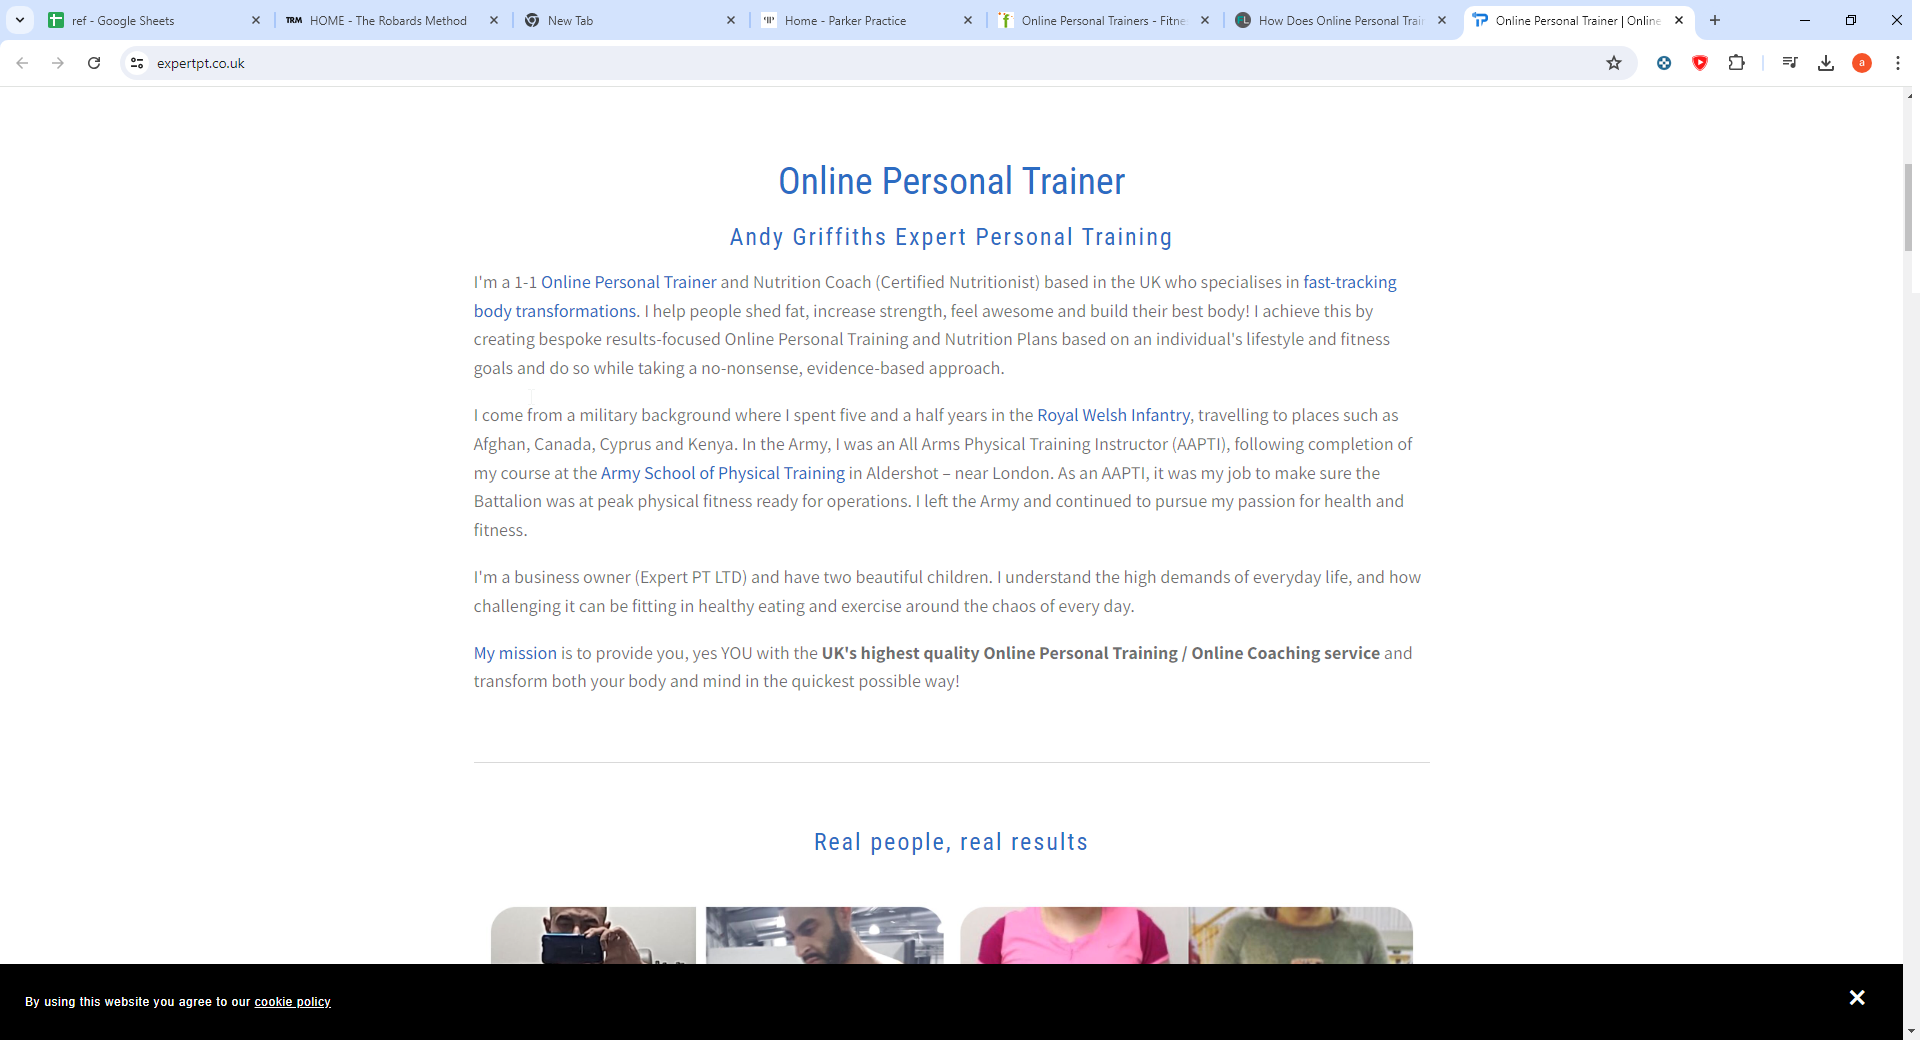 ref - Google Sheets
TRM HOME - The Robards Method
New Tab
Home - Parker Practice
Online Personal Trainers - Fitne
How Does Online Personal Trai
Online Personal Trainer | Online
expertpt.co.uk
a
Online Personal Trainer
Andy Griffiths Expert Personal Training
I'm a 1-1 Online Personal Trainer and Nutrition Coach (Certified Nutritionist) based in the UK who specialises in fast-tracking
body transformations. I help people shed fat, increase strength, feel awesome and build their best body! I achieve this by
creating bespoke results-focused Online Personal Training and Nutrition Plans based on an individual's lifestyle and fitness
goals and do so while taking a no-nonsense, evidence-based approach.
I come from a military background where I spent five and a half years in the Royal Welsh Infantry, travelling to places such as
Afghan, Canada, Cyprus and Kenya. In the Army, I was an All Arms Physical Training Instructor (AAPTI), following completion of
my course at the Army School of Physical Training in Aldershot – near London. As an AAPTI, it was my job to make sure the
Battalion was at peak physical fitness ready for operations. I left the Army and continued to pursue my passion for health and
fitness.
I'm a business owner (Expert PT LTD) and have two beautiful children. I understand the high demands of everyday life, and how
challenging it can be fitting in healthy eating and exercise around the chaos of every day.
My mission is to provide you, yes YOU with the UK's highest quality Online Personal Training / Online Coaching service and
transform both your body and mind in the quickest possible way!
Real people, real results
By using this website you agree to our cookie policy